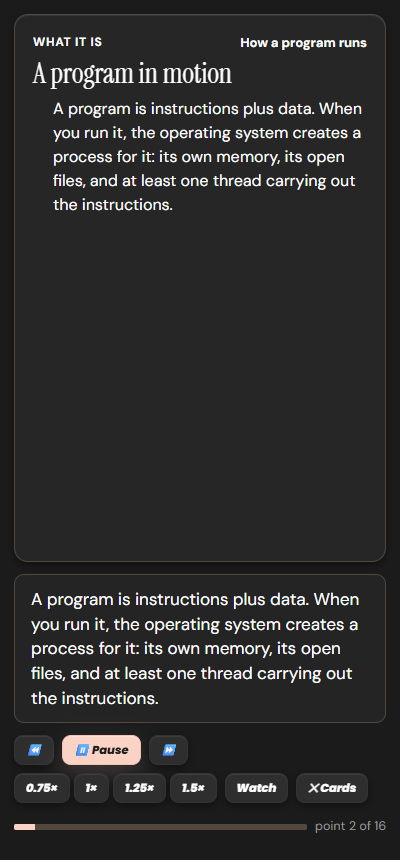 WHAT IT IS
How a program runs
A program in motion
A program is instructions plus data. When
you run it, the operating system creates a
process for it: its own memory, its open
files, and at least one thread carrying out
the instructions.
A program is instructions plus data. When
you run it, the operating system creates a
process for it: its own memory, its open
files, and at least one thread carrying out
the instructions.
⏪ ⏸ Pause ⏩
0.75× 1× 1.25× 1.5× Watch ✕Cards
point 2 of 16